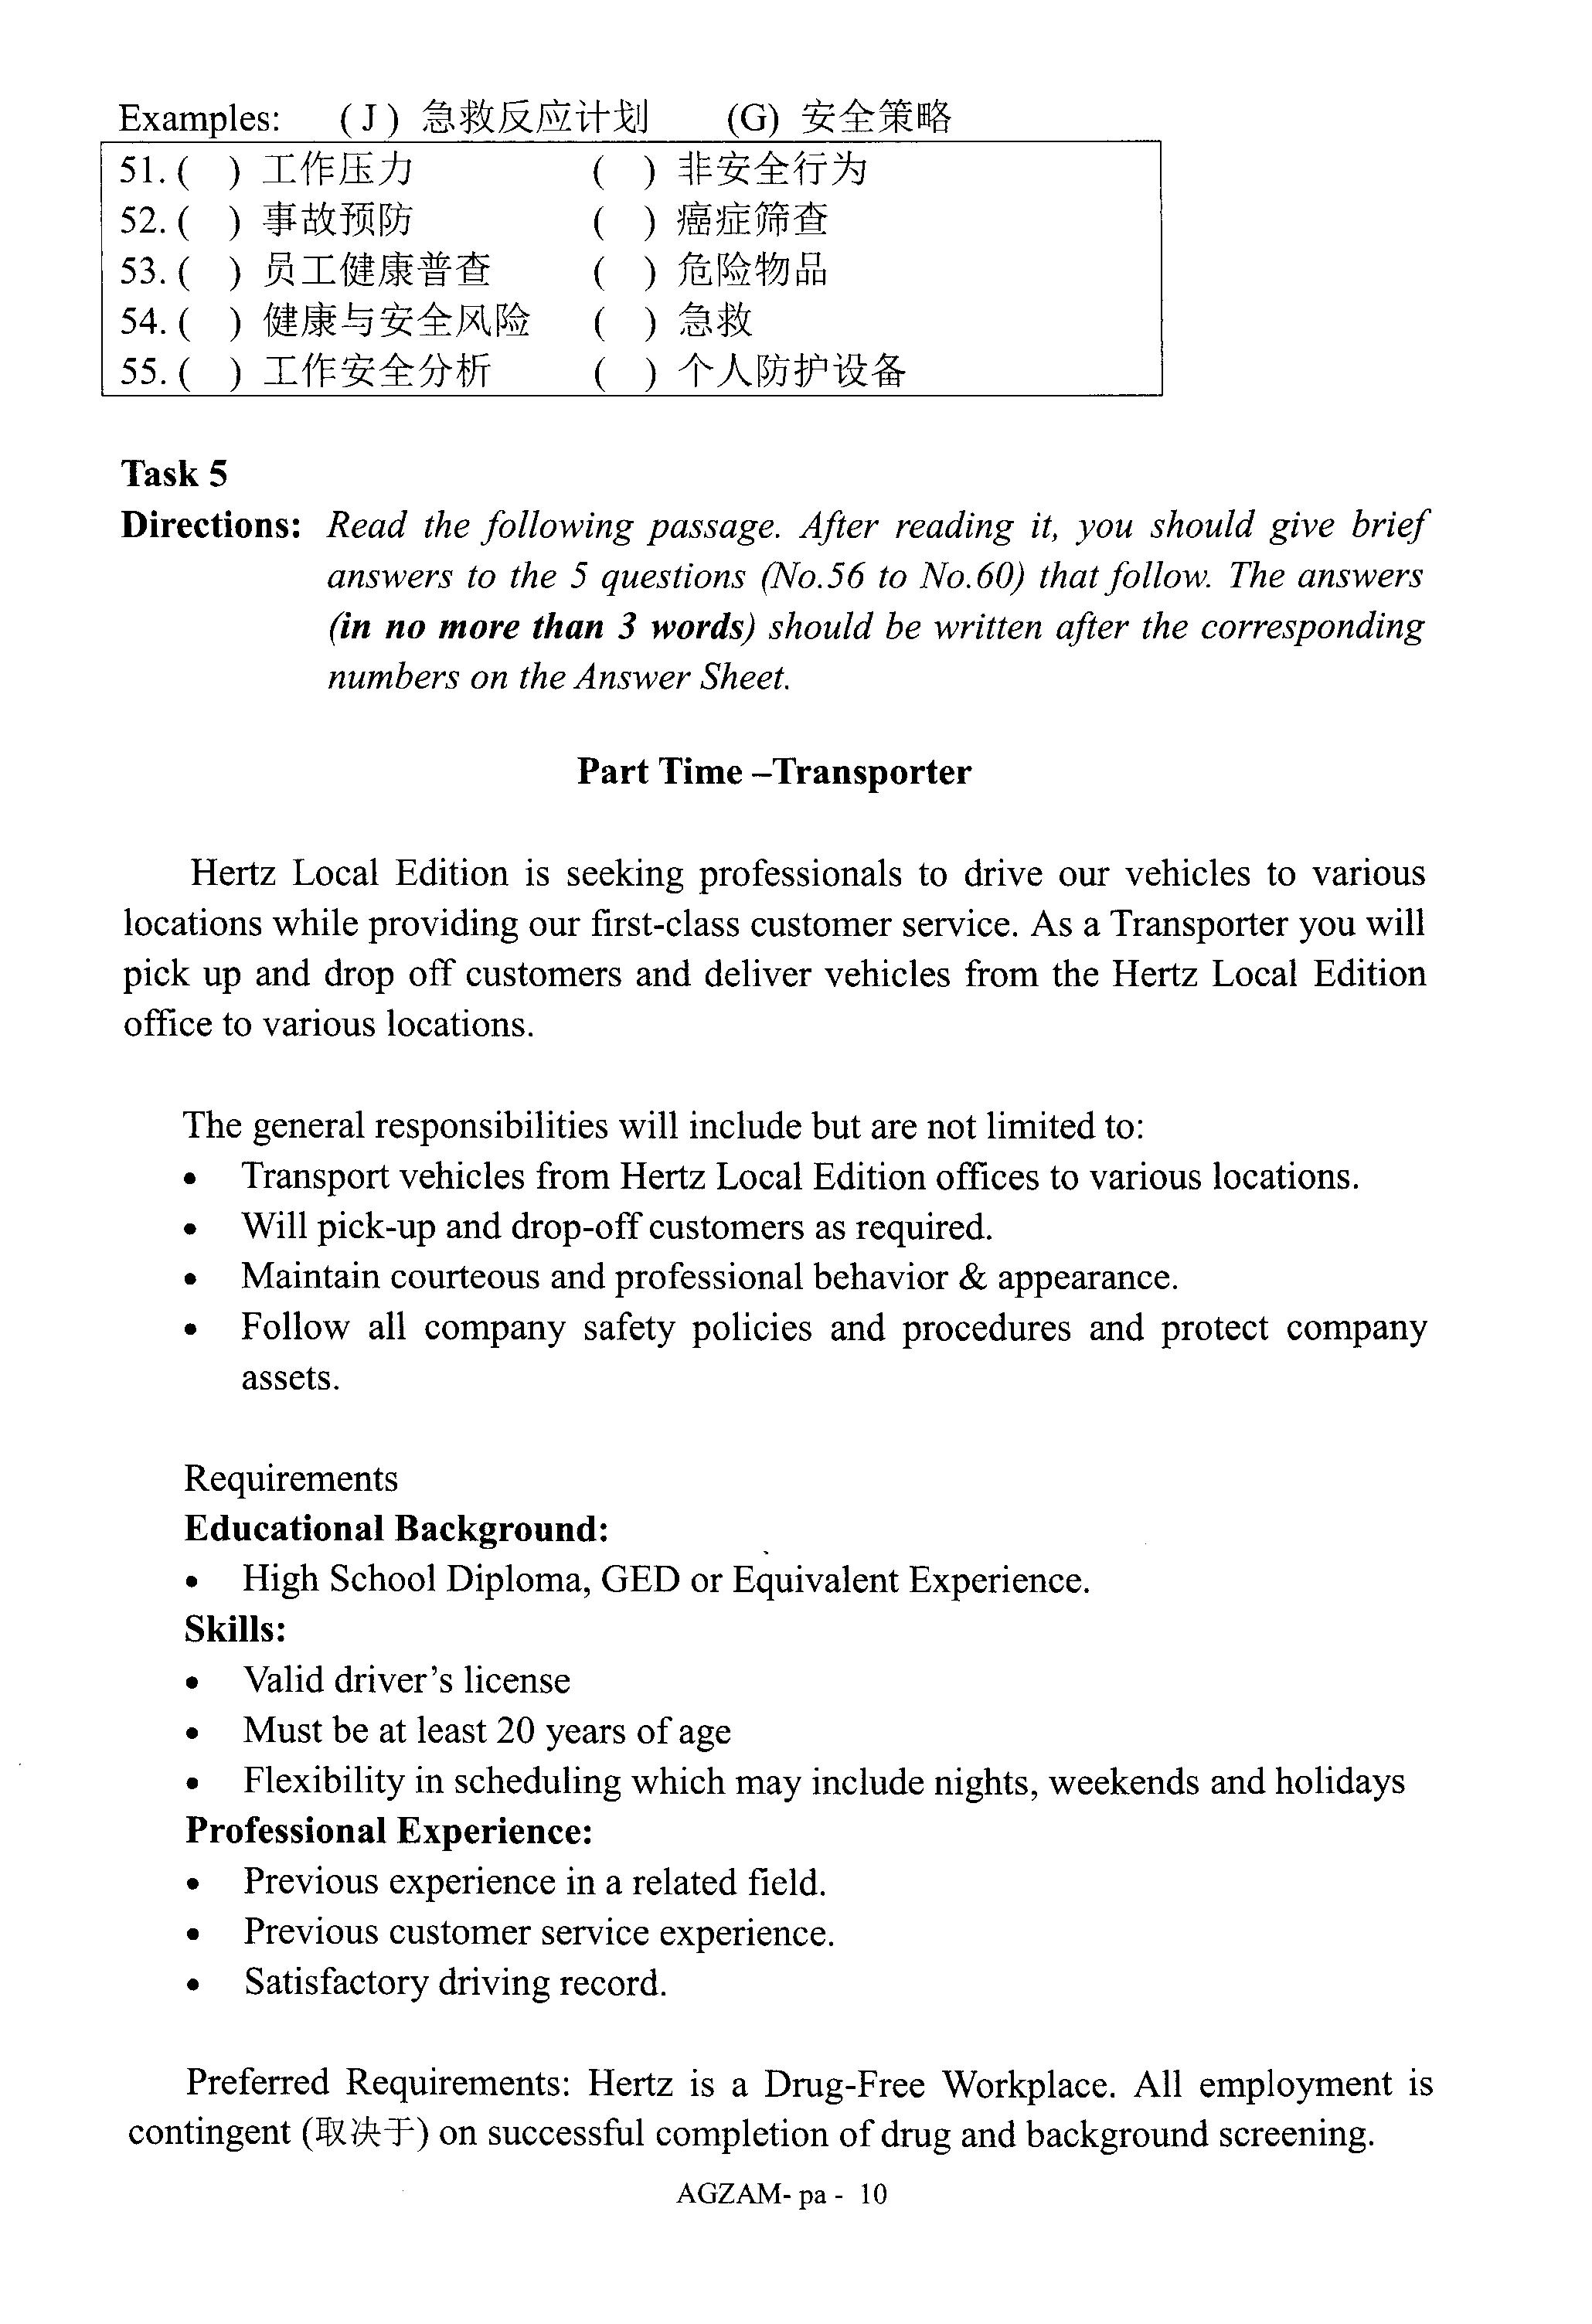 Examples: ( J ) 急救反应计划 (G) 安全策略
51. ( ) 工作压力 ( ) 非安全行为
52. ( ) 事故预防 ( ) 癌症筛查
53. ( ) 员工健康普查 ( ) 危险物品
54. ( ) 健康与安全风险 ( ) 急救
55. ( ) 工作安全分析 ( ) 个人防护设备
Task 5
Directions: Read the following passage. After reading it, you should give brief
answers to the 5 questions (No.56 to No.60) that follow. The answers
(in no more than 3 words) should be written after the corresponding
numbers on the Answer Sheet.
Part Time –Transporter
Hertz Local Edition is seeking professionals to drive our vehicles to various
locations while providing our first-class customer service. As a Transporter you will
pick up and drop off customers and deliver vehicles from the Hertz Local Edition
office to various locations.
The general responsibilities will include but are not limited to:
• Transport vehicles from Hertz Local Edition offices to various locations.
• Will pick-up and drop-off customers as required.
• Maintain courteous and professional behavior & appearance.
• Follow all company safety policies and procedures and protect company
assets.
Requirements
Educational Background:
• High School Diploma, GED or Equivalent Experience.
Skills:
• Valid driver's license
• Must be at least 20 years of age
• Flexibility in scheduling which may include nights, weekends and holidays
Professional Experience:
• Previous experience in a related field.
• Previous customer service experience.
• Satisfactory driving record.
Preferred Requirements: Hertz is a Drug-Free Workplace. All employment is
contingent (取决于) on successful completion of drug and background screening.
AGZAM- pa - 10